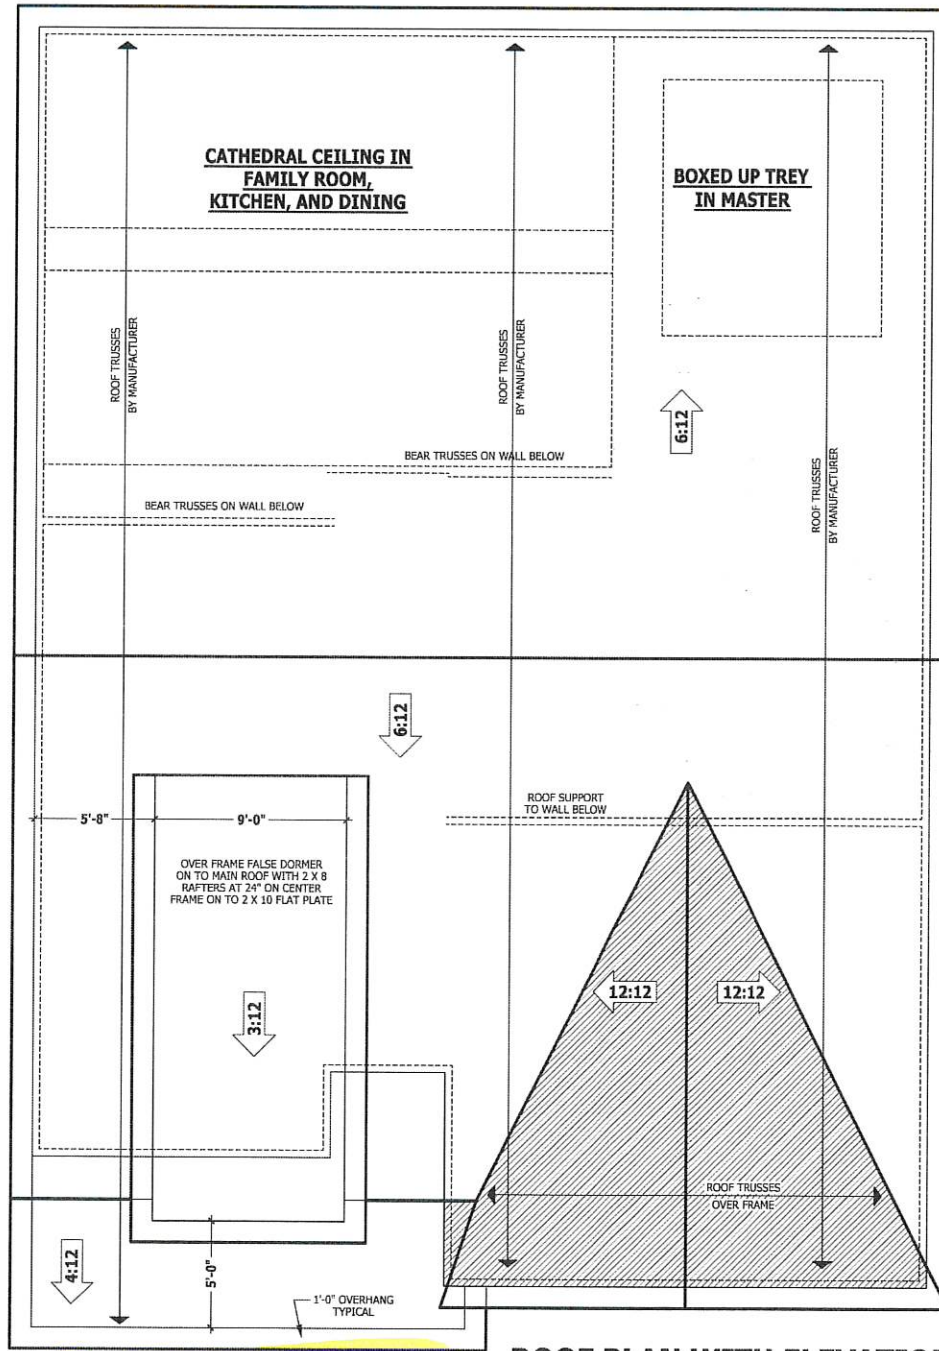 CATHEDRAL CEILING IN
FAMILY ROOM,
KITCHEN, AND DINING
BOXED UP TREY
IN MASTER
ROOF TRUSSES
BY MANUFACTURER
ROOF TRUSSES
BY MANUFACTURER
6:12
BEAR TRUSSES ON WALL BELOW
ROOF TRUSSES
BY MANUFACTURER
BEAR TRUSSES ON WALL BELOW
6:12
ROOF SUPPORT
TO WALL BELOW
5'-8"
9'-0"
OVER FRAME FALSE DORMER
ON TO MAIN ROOF WITH 2 X 8
RAFTERS AT 24" ON CENTER
FRAME ON TO 2 X 10 FLAT PLATE
12:12
12:12
3:12
ROOF TRUSSES
OVER FRAME
4:12
5'-0"
1'-0" OVERHANG
TYPICAL
ROOF PLAN WITH ELEVATION